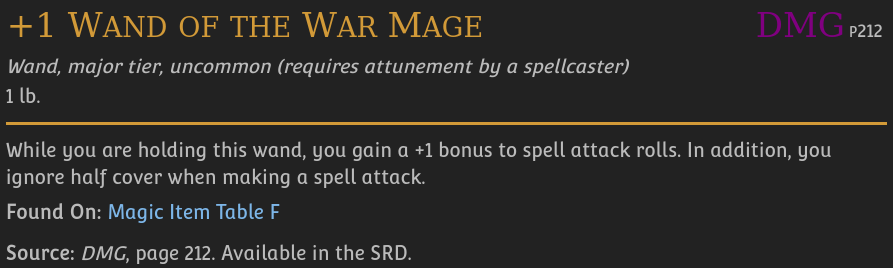 +1 Wand of the War Mage DMG P212
Wand, major tier, uncommon (requires attunement by a spellcaster)
1 lb.
While you are holding this wand, you gain a +1 bonus to spell attack rolls. In addition, you
ignore half cover when making a spell attack.
Found On: Magic Item Table F
Source: DMG, page 212. Available in the SRD.